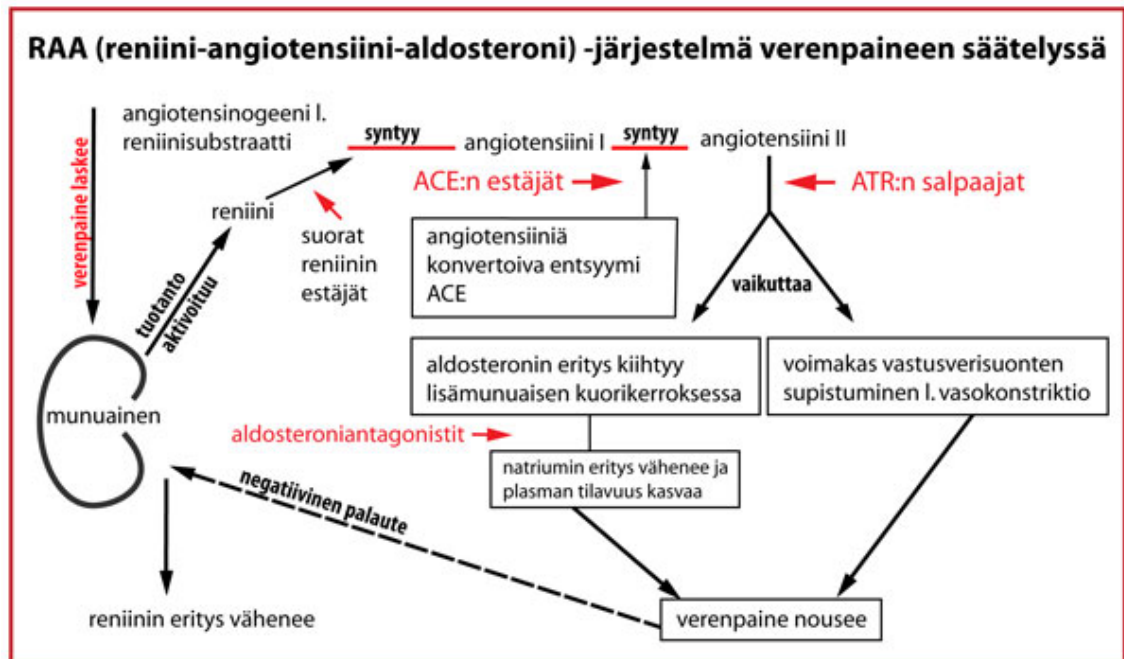 RAA (reniini-angiotensiini-aldosteroni) -järjestelmä verenpaineen säätelyssä
verenpaine laskee
angiotensinogeeni l.
reniinisubstraatti
syntyy
angiotensiini I
syntyy
angiotensiini II
ACE:n estäjät
ATR:n salpaajat
reniini
suorat
reniinin
estäjät
angiotensiiniä
konvertoiva entsyymi
ACE
tuotanto
aktivoituu
vaikuttaa
munuainen
aldosteronin eritys kiihtyy
lisämunuaisen kuorikerroksessa
voimakas vastusverisuonten
supistuminen l. vasokonstriktio
aldosteroniantagonistit
natriumin eritys vähenee ja
plasman tilavuus kasvaa
negatiivinen palaute
reniinin eritys vähenee
verenpaine nousee